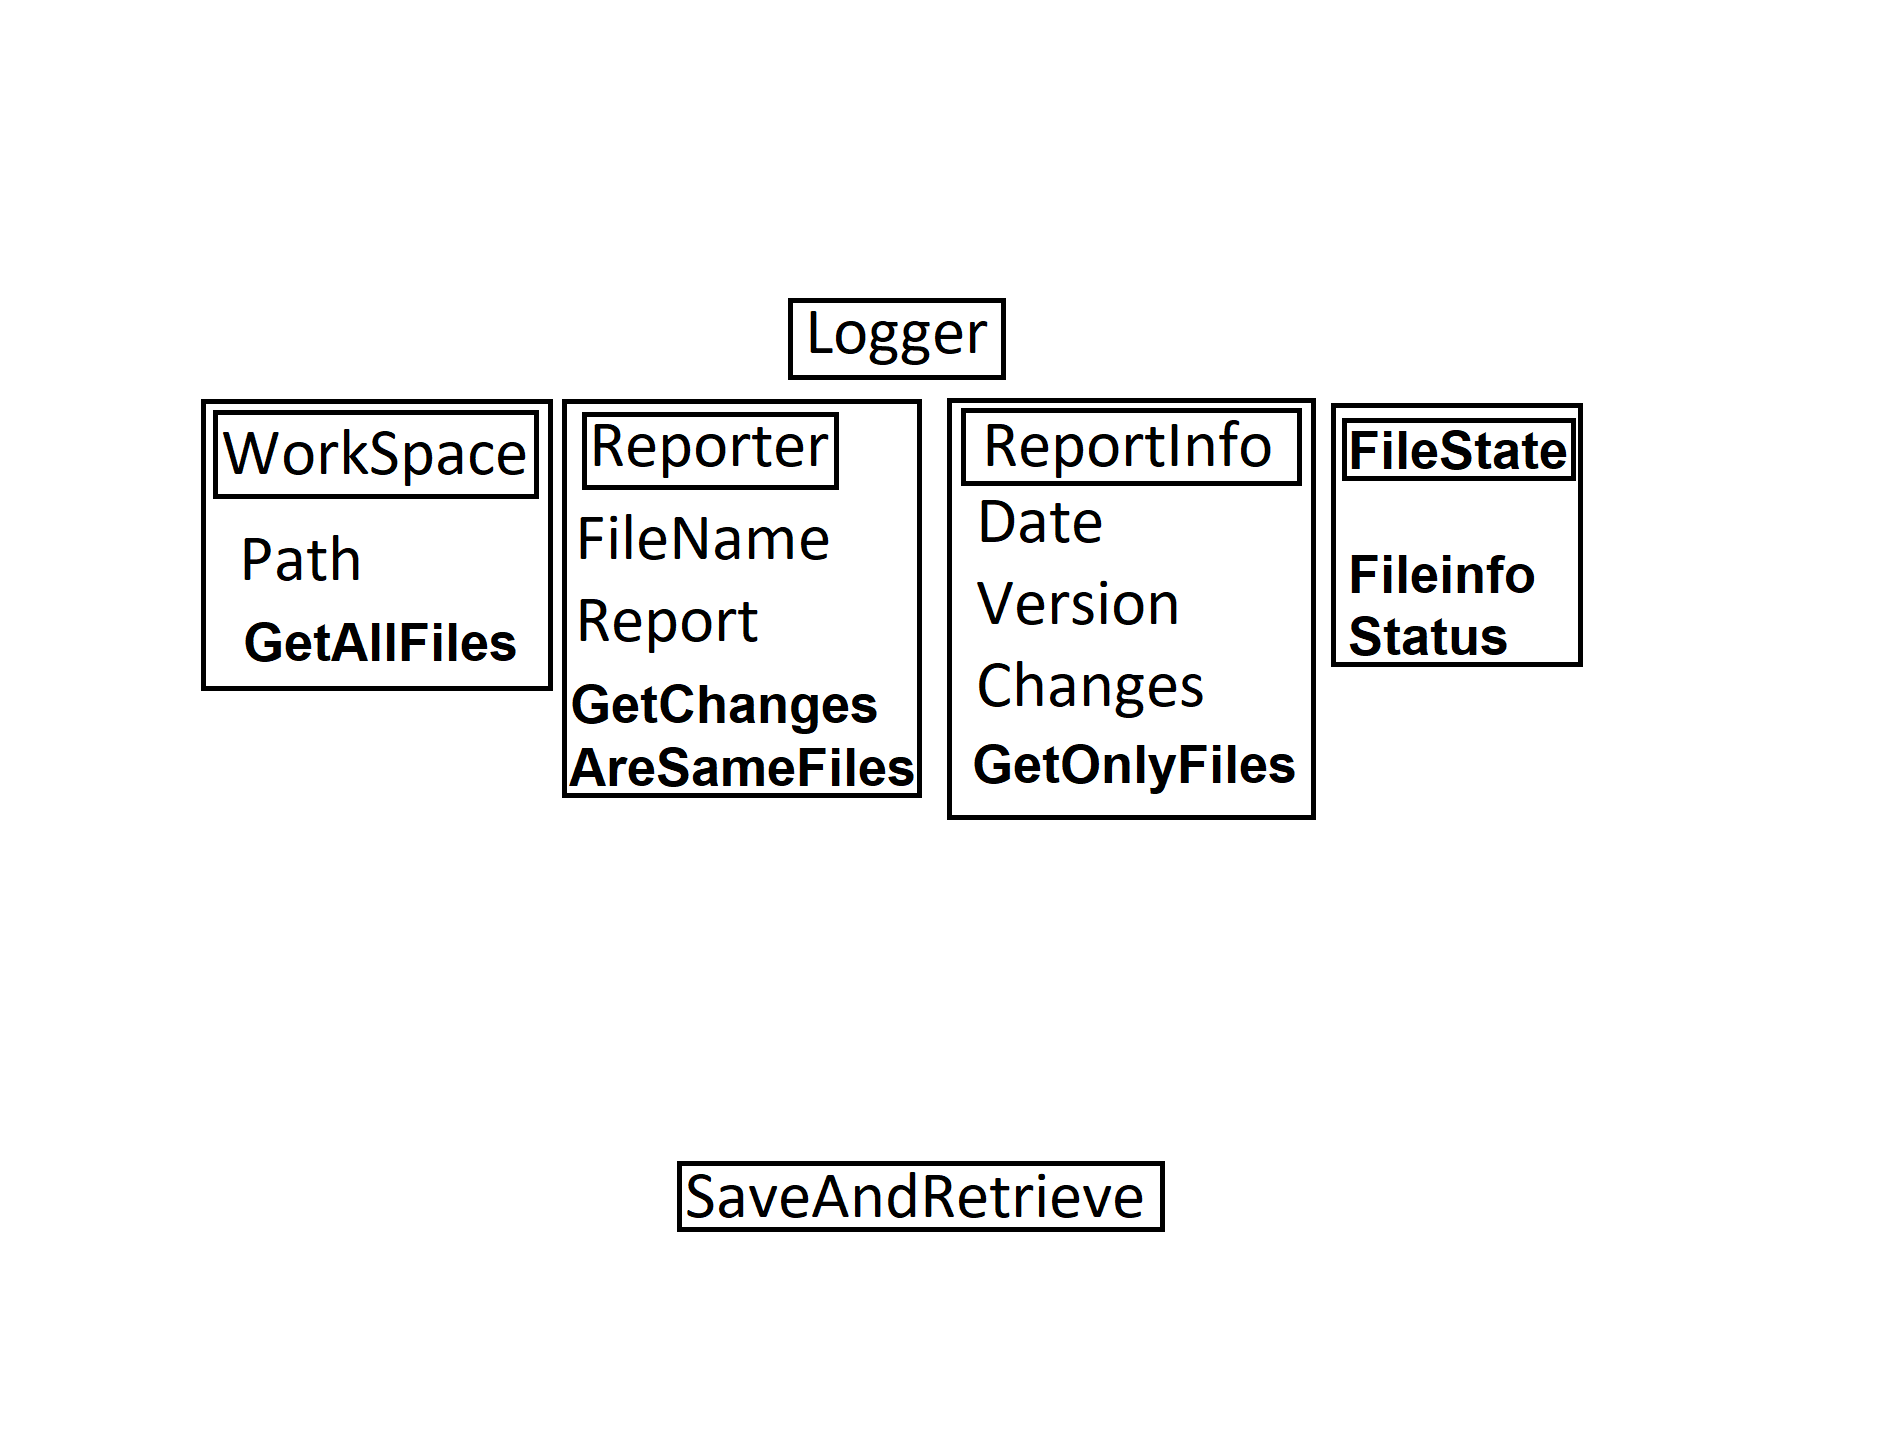 Logger
WorkSpace
Path
GetAllFiles
Reporter
FileName
Report
GetChanges
AreSameFiles
ReportInfo
Date
Version
Changes
GetOnlyFiles
FileState
Fileinfo
Status
SaveAndRetrieve